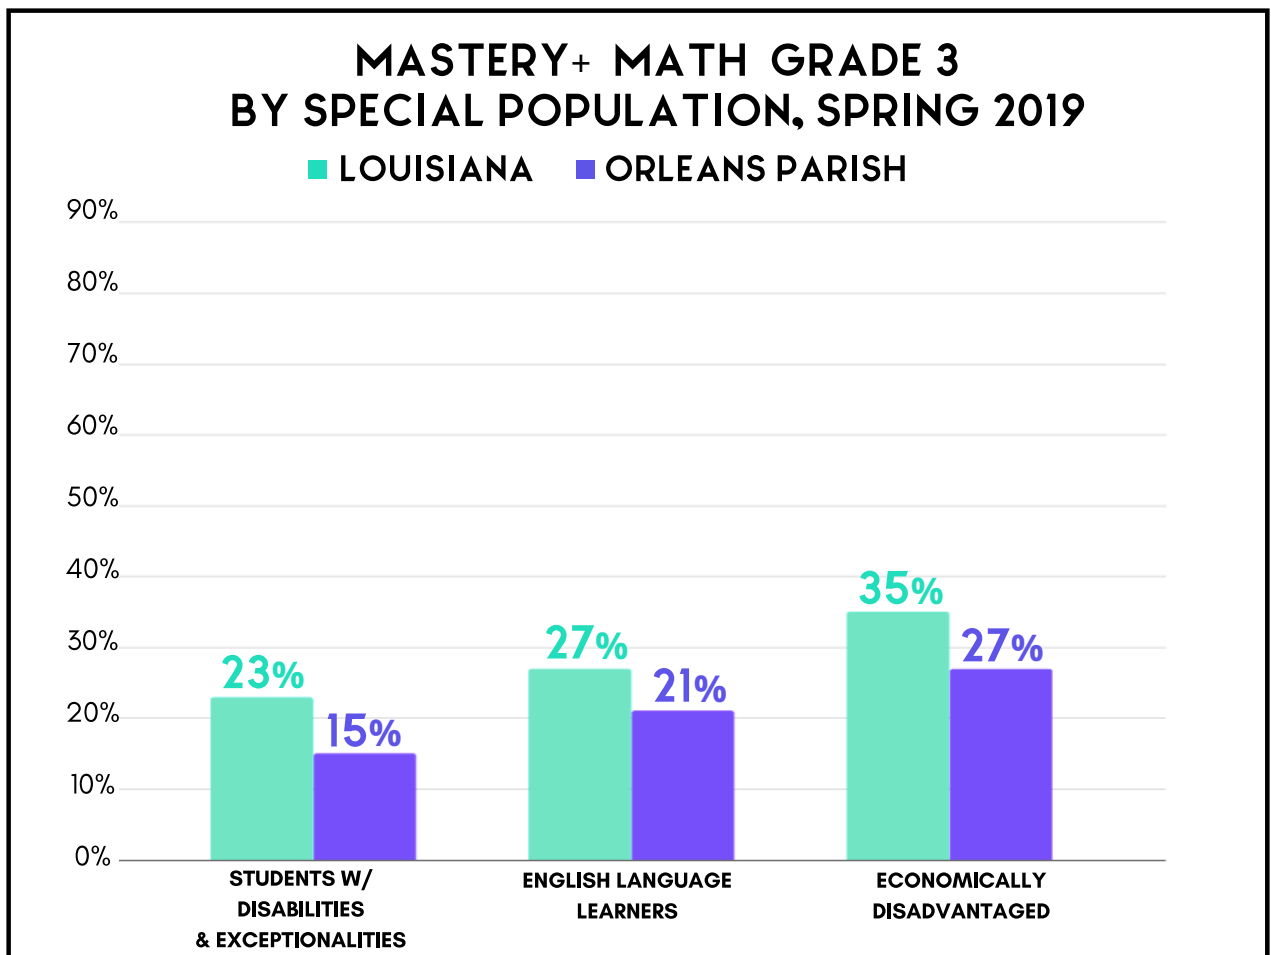 MASTERY+ MATH GRADE 3
BY SPECIAL POPULATION, SPRING 2019
LOUISIANA ORLEANS PARISH
90%
80%
70%
60%
50%
40%
30%
20%
10%
0%
23%
15%
27%
21%
35%
27%
STUDENTS W/
DISABILITIES
& EXCEPTIONALITIES
ENGLISH LANGUAGE
LEARNERS
ECONOMICALLY
DISADVANTAGED